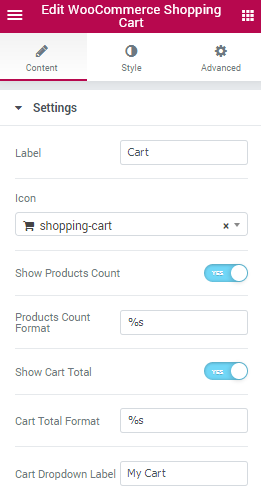 Edit WooCommerce Shopping
Cart
Content
Style
Advanced
Settings
Label
Cart
Icon
shopping-cart
×
Show Products Count
YES
Products Count
Format
%s
Show Cart Total
YES
Cart Total Format
%s
Cart Dropdown Label
My Cart